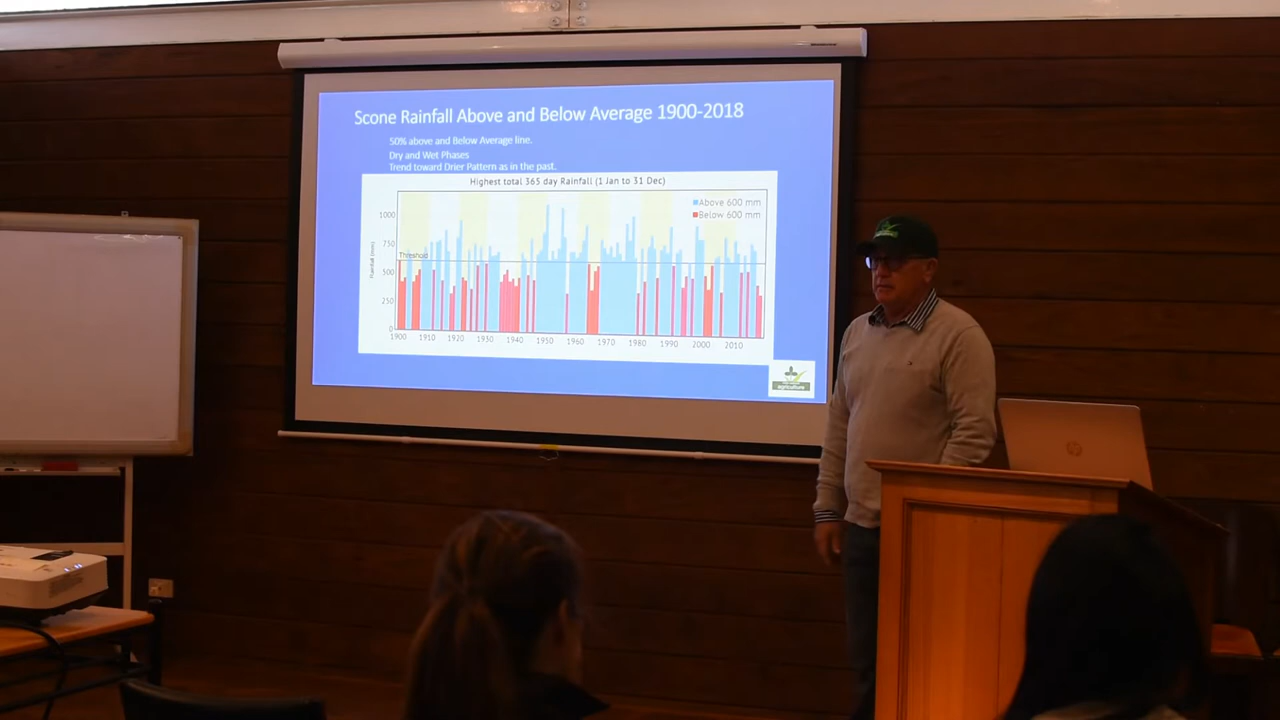 Scone Rainfall Above and Below Average 1900-2018
50% above and Below Average line.
Dry and Wet Phases
Trend toward Drier Pattern as in the past.
Highest total 365 day Rainfall (1 Jan to 31 Dec)
Above 600 mm
Below 600 mm
1000
750
Threshold
500
250
0
Rainfall (mm)
1900 1910 1920 1930 1940 1950 1960 1970 1980 1990 2000 2010
agriculture
hp